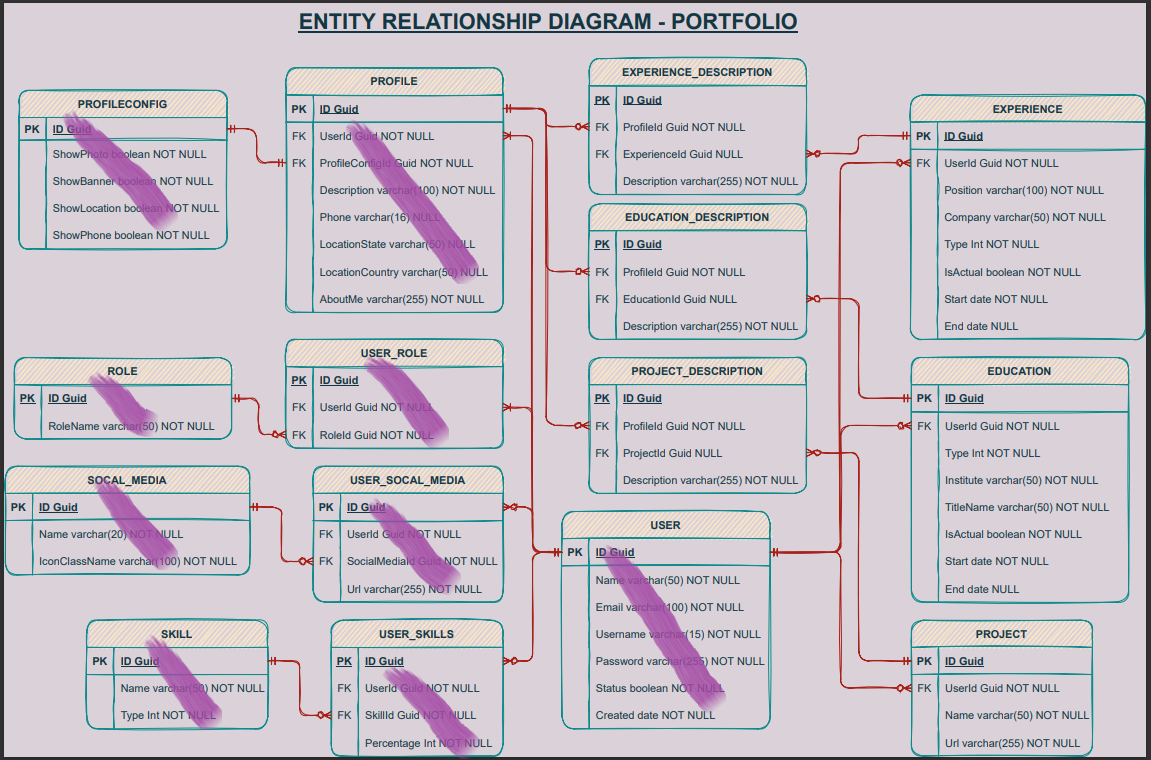 ENTITY RELATIONSHIP DIAGRAM - PORTFOLIO
PROFILECONFIG
PK ID Guid
ShowPhoto boolean NOT NULL
ShowBanner boolean NOT NULL
ShowLocation boolean NOT NULL
ShowPhone boolean NOT NULL
PROFILE
PK ID Guid
FK UserId Guid NOT NULL
FK ProfileConfigId Guid NOT NULL
Description varchar(100) NOT NULL
Phone varchar(16) NULL
LocationState varchar(50) NULL
LocationCountry varchar(50) NULL
AboutMe varchar(255) NOT NULL
EXPERIENCE_DESCRIPTION
PK ID Guid
FK ProfileId Guid NOT NULL
FK ExperienceId Guid NULL
Description varchar(255) NOT NULL
EXPERIENCE
PK ID Guid
FK UserId Guid NOT NULL
Position varchar(100) NOT NULL
Company varchar(50) NOT NULL
Type Int NOT NULL
IsActual boolean NOT NULL
Start date NOT NULL
End date NULL
EDUCATION_DESCRIPTION
PK ID Guid
FK ProfileId Guid NOT NULL
FK EducationId Guid NULL
Description varchar(255) NOT NULL
ROLE
PK ID Guid
RoleName varchar(50) NOT NULL
USER_ROLE
PK ID Guid
FK UserId Guid NOT NULL
FK RoleId Guid NOT NULL
PROJECT_DESCRIPTION
PK ID Guid
FK ProfileId Guid NOT NULL
FK ProjectId Guid NULL
Description varchar(255) NOT NULL
EDUCATION
PK ID Guid
FK UserId Guid NOT NULL
Type Int NOT NULL
Institute varchar(50) NOT NULL
TitleName varchar(50) NOT NULL
IsActual boolean NOT NULL
Start date NOT NULL
End date NULL
SOCAL_MEDIA
PK ID Guid
Name varchar(20) NOT NULL
IconClassName varchar(100) NOT NULL
USER_SOCAL_MEDIA
PK ID Guid
FK UserId Guid NOT NULL
FK SocialMediaId Guid NOT NULL
Url varchar(255) NOT NULL
USER
PK ID Guid
Name varchar(50) NOT NULL
Email varchar(100) NOT NULL
Username varchar(15) NOT NULL
Password varchar(255) NOT NULL
Status boolean NOT NULL
Created date NOT NULL
SKILL
PK ID Guid
Name varchar(50) NOT NULL
Type Int NOT NULL
USER_SKILLS
PK ID Guid
FK UserId Guid NOT NULL
FK SkillId Guid NOT NULL
Percentage Int NOT NULL
PROJECT
PK ID Guid
FK UserId Guid NOT NULL
Name varchar(50) NOT NULL
Url varchar(255) NOT NULL